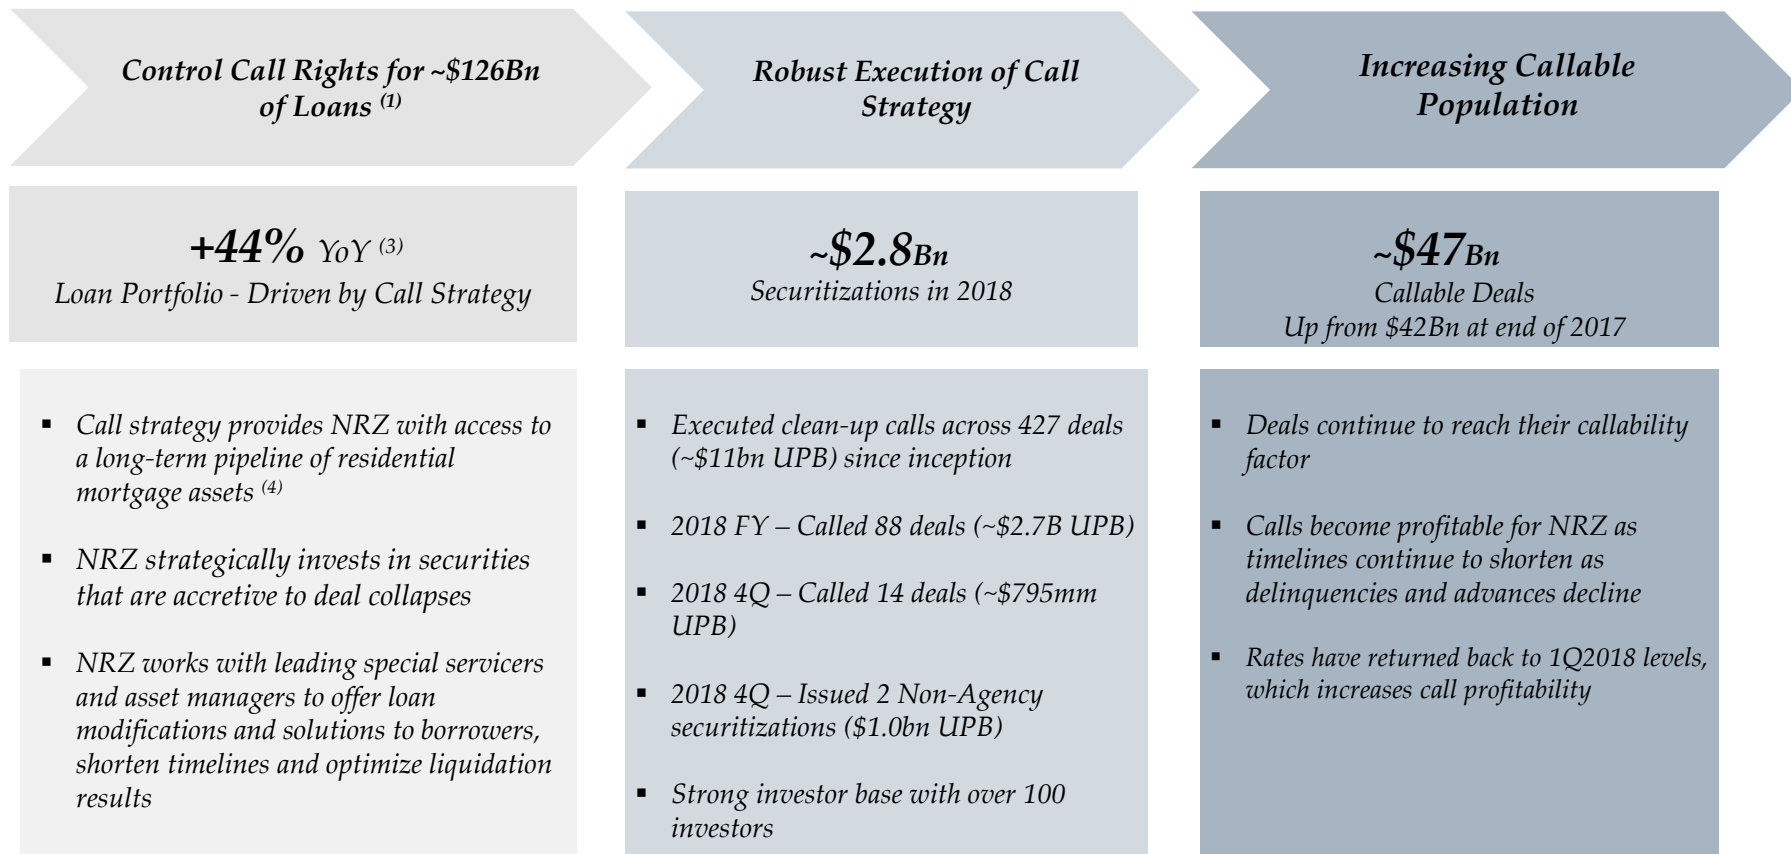 Control Call Rights for ~$126Bn
of Loans (1)
+44% YoY (3)
Loan Portfolio - Driven by Call Strategy
▪ Call strategy provides NRZ with access to
a long-term pipeline of residential
mortgage assets (4)
▪ NRZ strategically invests in securities
that are accretive to deal collapses
▪ NRZ works with leading special servicers
and asset managers to offer loan
modifications and solutions to borrowers,
shorten timelines and optimize liquidation
results
Robust Execution of Call
Strategy
~$2.8Bn
Securitizations in 2018
▪ Executed clean-up calls across 427 deals
(~$11bn UPB) since inception
▪ 2018 FY – Called 88 deals (~$2.7B UPB)
▪ 2018 4Q – Called 14 deals (~$795mm
UPB)
▪ 2018 4Q – Issued 2 Non-Agency
securitizations ($1.0bn UPB)
▪ Strong investor base with over 100
investors
Increasing Callable
Population
~$47Bn
Callable Deals
Up from $42Bn at end of 2017
▪ Deals continue to reach their callability
factor
▪ Calls become profitable for NRZ as
timelines continue to shorten as
delinquencies and advances decline
▪ Rates have returned back to 1Q2018 levels,
which increases call profitability